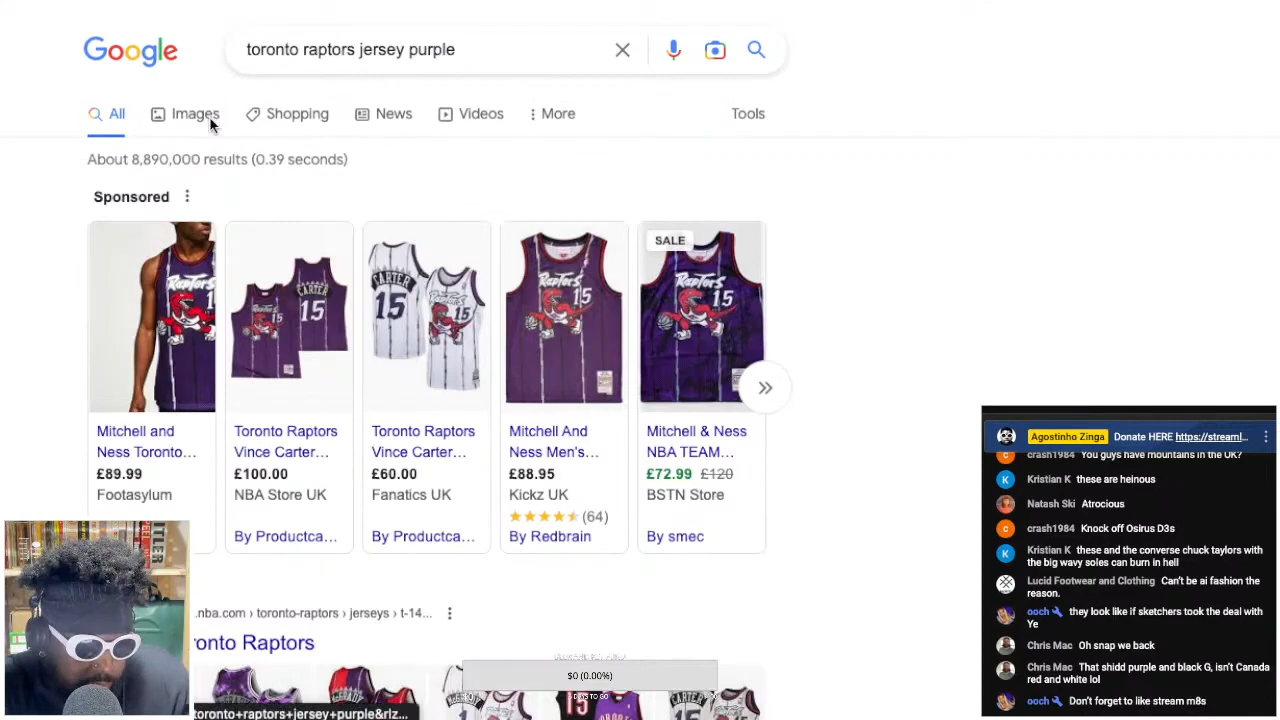 Google
toronto raptors jersey purple
All
Images
Shopping
News
Videos
More
Tools
About 8,890,000 results (0.39 seconds)
Sponsored
SALE
Mitchell and
Ness Toronto...
£89.99
Footasylum
Toronto Raptors
Vince Carter...
£100.00
NBA Store UK
By Productca...
Toronto Raptors
Vince Carter...
£60.00
Fanatics UK
By Productca...
Mitchell And
Ness Men's...
£88.95
Kickz UK
(64)
By Redbrain
Mitchell & Ness
NBA TEAM...
£72.99 £120
BSTN Store
By smec
.nba.com › toronto-raptors › jerseys › t-14...
onto Raptors
oronto+raptors+jersey+purple&rlz...
$0 (0.00%)
Agostinho Zinga Donate HERE https://streaml...
crash1984 You guys have mountains in the UK?
Kristian K these are heinous
Natash Ski Atrocious
crash1984 Knock off Osirus D3s
Kristian K these and the converse chuck taylors with
the big wavy soles can burn in hell
Lucid Footwear and Clothing Can't be ai fashion the
reason.
ooch they look like if sketchers took the deal with
Ye
Chris Mac Oh snap we back
Chris Mac That shidd purple and black G, isn't Canada
red and white lol
ooch Don't forget to like stream m8s